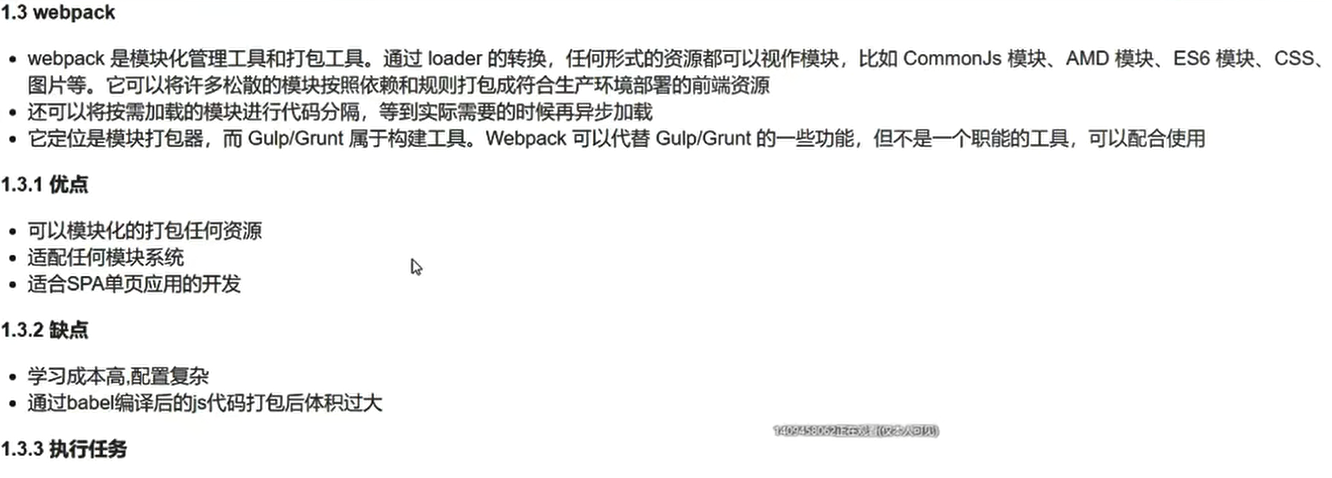 1.3 webpack
• webpack 是模块化管理工具和打包工具。通过 loader 的转换，任何形式的资源都可以视作模块，比如 CommonJs 模块、AMD 模块、ES6 模块、CSS、
图片等。它可以将许多松散的模块按照依赖和规则打包成符合生产环境部署的前端资源
• 还可以将按需加载的模块进行代码分隔，等到实际需要的时候再异步加载
• 它定位是模块打包器，而 Gulp/Grunt 属于构建工具。Webpack 可以代替 Gulp/Grunt 的一些功能，但不是一个职能的工具，可以配合使用
1.3.1 优点
• 可以模块化的打包任何资源
• 适配任何模块系统
• 适合SPA单页应用的开发
1.3.2 缺点
• 学习成本高,配置复杂
• 通过babel编译后的js代码打包后体积过大
1409458062正在观看(仅本人可见)
1.3.3 执行任务